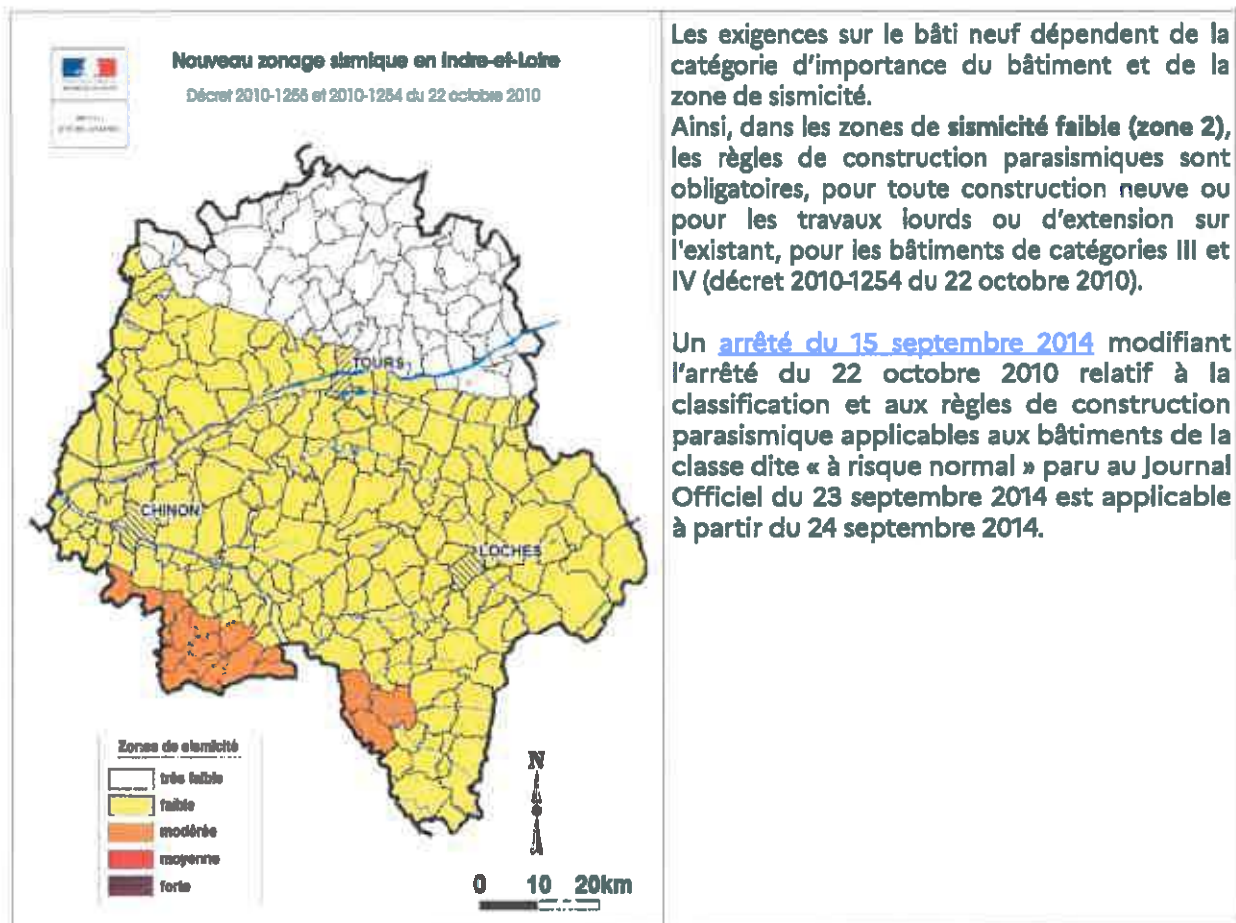 Nouveau zonage sismique en Indre-et-Loire
Décret 2010-1255 et 2010-1254 du 22 octobre 2010
TOURS
CHINON
LOCHES
Zones de sismicité
très faible
faible
modérée
moyenne
forte
N
0 10 20km
Les exigences sur le bâti neuf dépendent de la
catégorie d'importance du bâtiment et de la
zone de sismicité.
Ainsi, dans les zones de sismicité faible (zone 2),
les règles de construction parasismiques sont
obligatoires, pour toute construction neuve ou
pour les travaux lourds ou d'extension sur
l'existant, pour les bâtiments de catégories III et
IV (décret 2010-1254 du 22 octobre 2010).
Un arrêté du 15 septembre 2014 modifiant
l'arrêté du 22 octobre 2010 relatif à la
classification et aux règles de construction
parasismique applicables aux bâtiments de la
classe dite « à risque normal » paru au Journal
Officiel du 23 septembre 2014 est applicable
à partir du 24 septembre 2014.